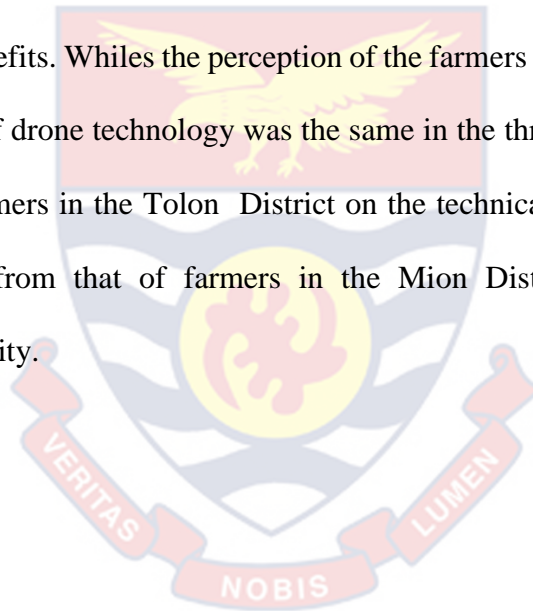 efits. Whiles the perception of the farmers
f drone technology was the same in the thr
ners in the Tolon District on the technica
from that of farmers in the Mion Dist
ity.
VERITAS
NOBIS
LUMEN